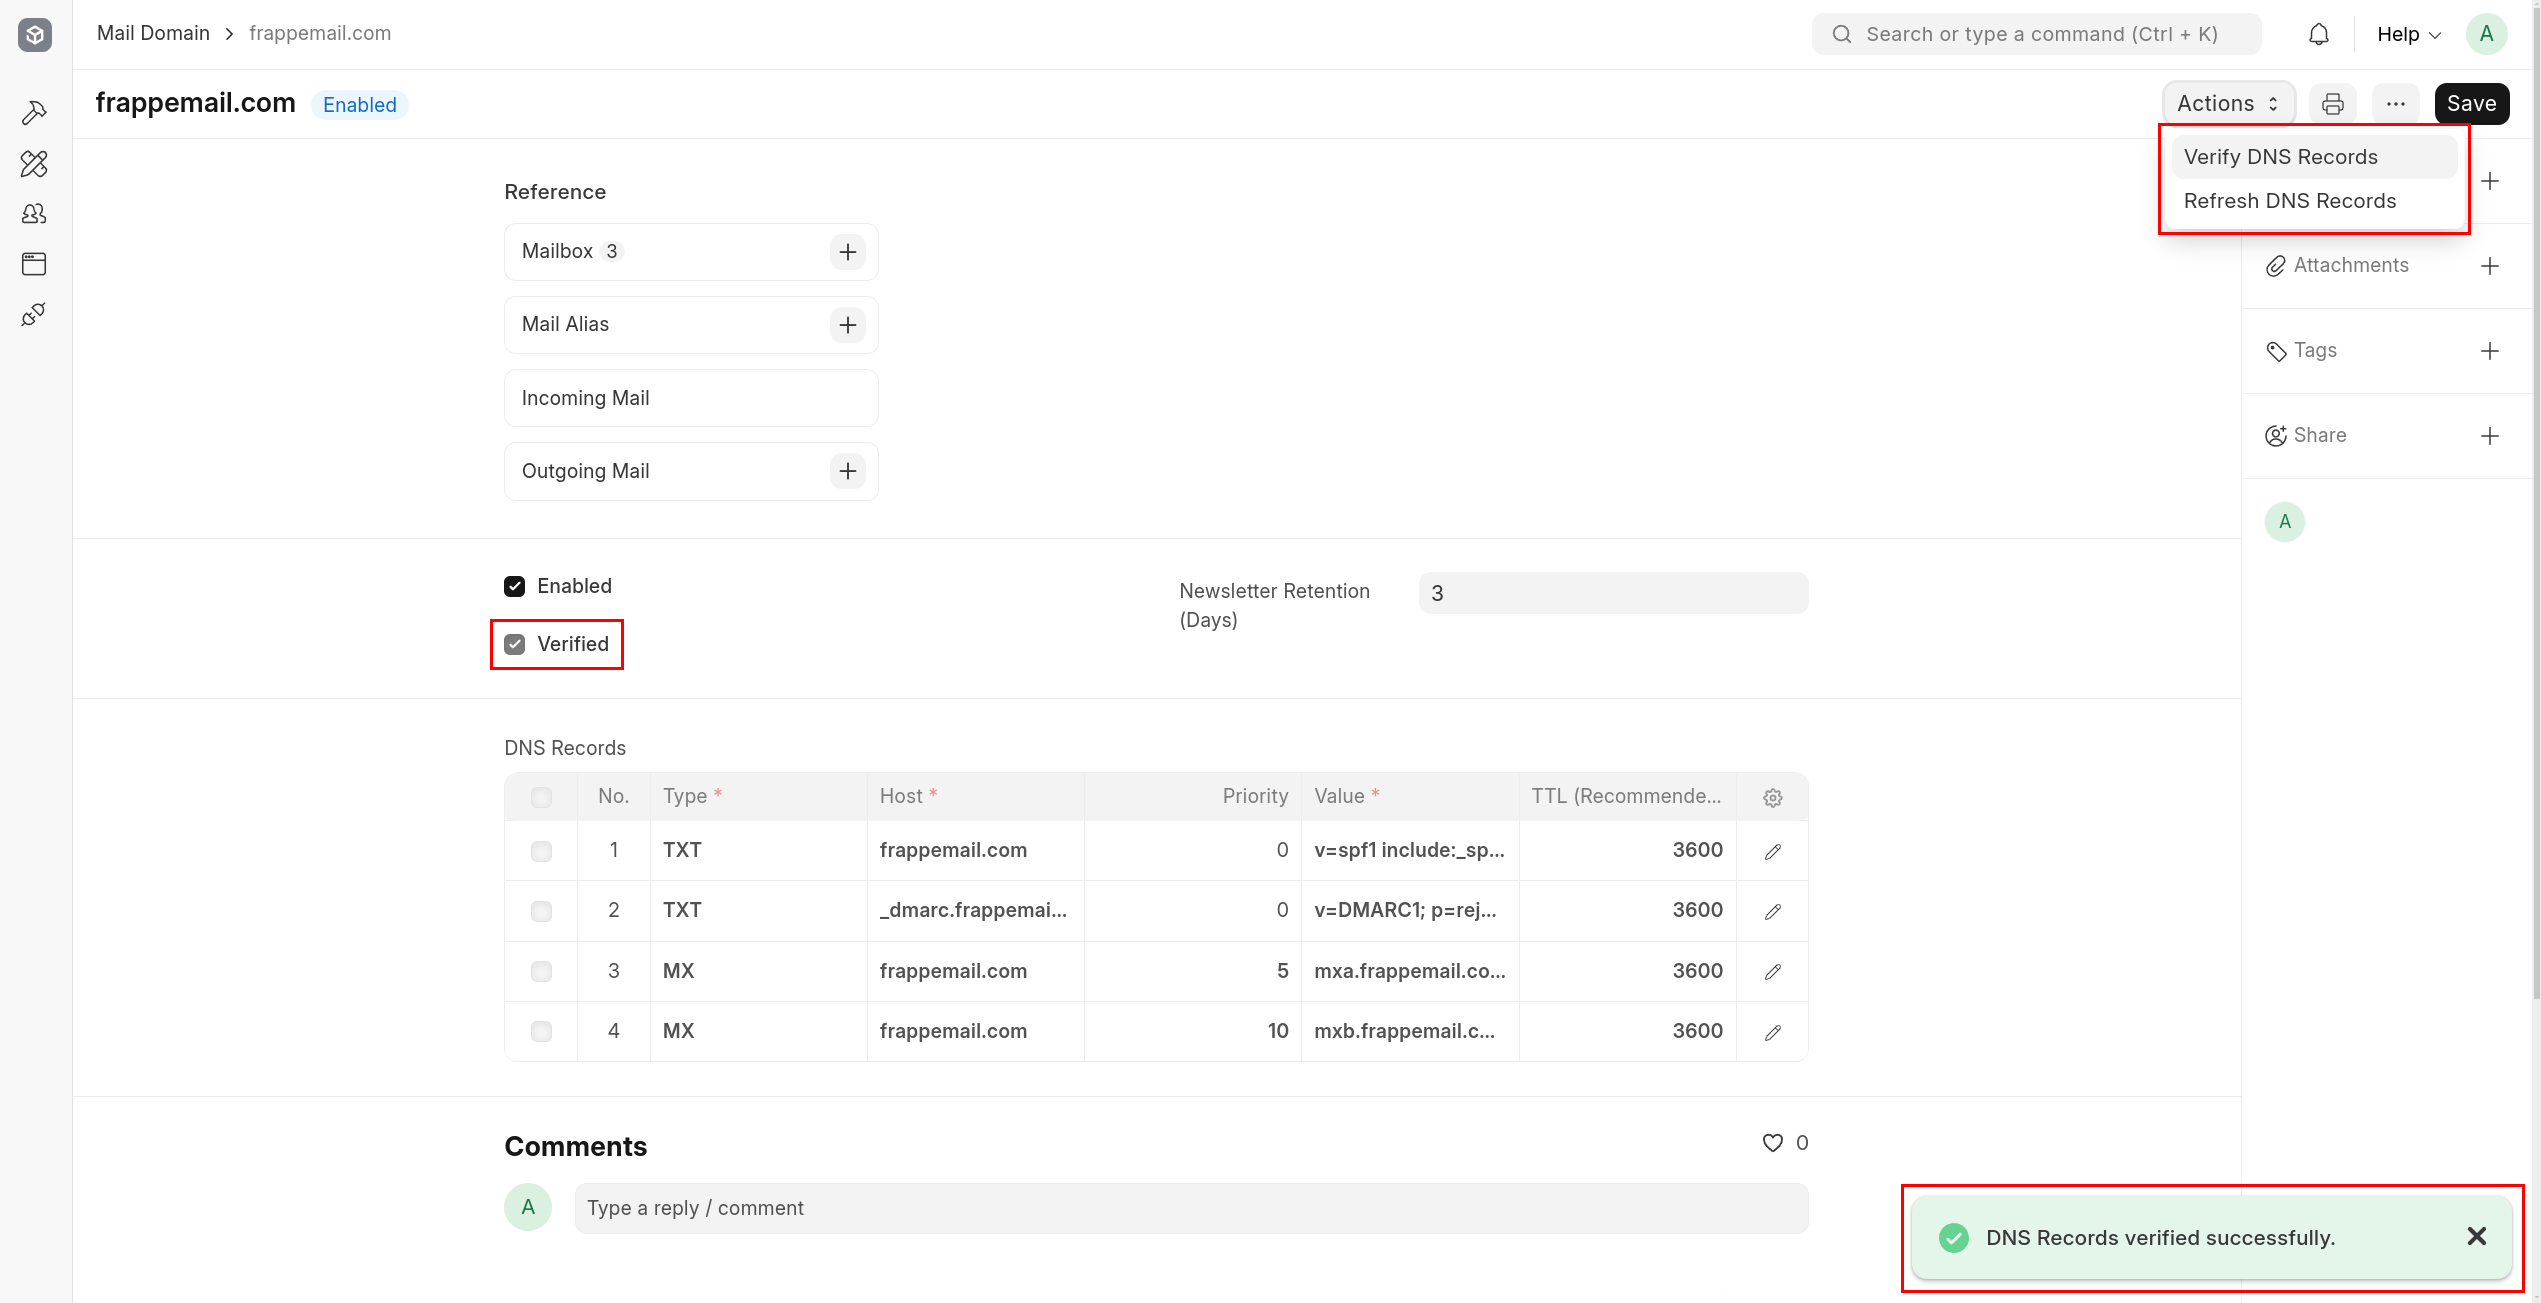 Mail Domain > frappemail.com
Search or type a command (Ctrl + K)
Help
A
frappemail.com
Enabled
Actions
Save
Verify DNS Records
Refresh DNS Records
Reference
Mailbox 3
Mail Alias
Incoming Mail
Outgoing Mail
Attachments
Tags
Share
A
Enabled
Verified
Newsletter Retention
(Days)
3
DNS Records
No. Type * Host * Priority Value * TTL (Recommende...
1 TXT frappemail.com 0 v=spf1 include:_sp... 3600
2 TXT _dmarc.frappemai... 0 v=DMARC1; p=rej... 3600
3 MX frappemail.com 5 mxa.frappemail.co... 3600
4 MX frappemail.com 10 mxb.frappemail.c... 3600
Comments
0
A
Type a reply / comment
DNS Records verified successfully.